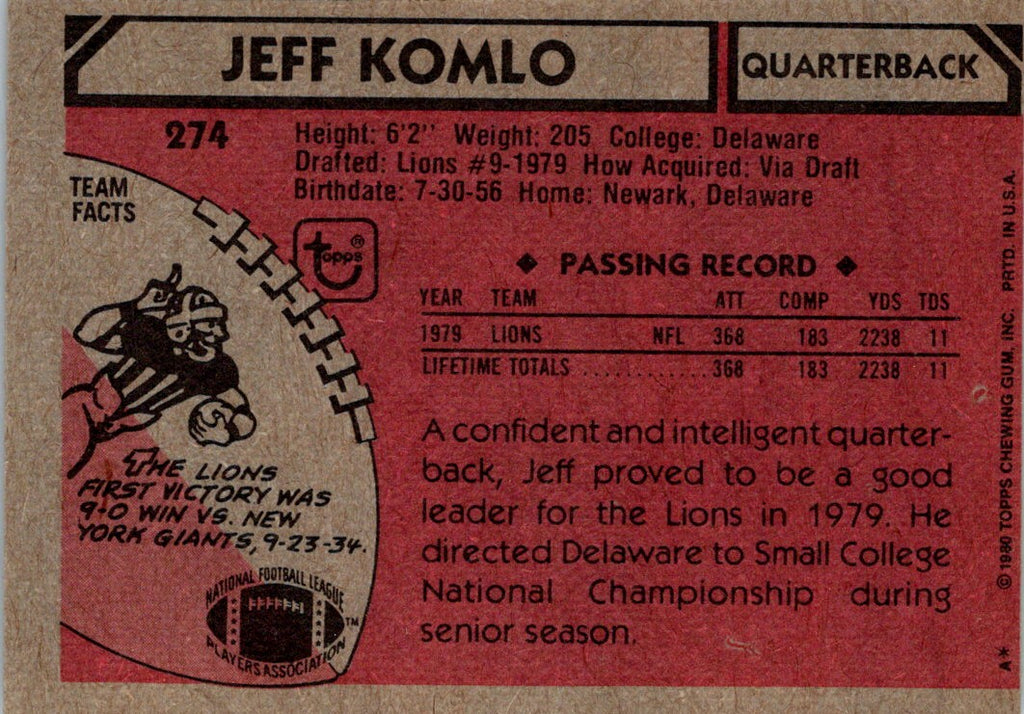 JEFF KOMLO
QUARTERBACK
274
Height: 6'2" Weight: 205 College: Delaware
Drafted: Lions #9-1979 How Acquired: Via Draft
Birthdate: 7-30-56 Home: Newark, Delaware
TEAM
FACTS
topps®
THE LIONS
FIRST VICTORY WAS
9-0 WIN VS. NEW
YORK GIANTS, 9-23-34.
NATIONAL FOOTBALL LEAGUE
PLAYERS ASSOCIATION
TM
◆ PASSING RECORD ◆
YEAR TEAM ATT COMP YDS TDS
1979 LIONS NFL 368 183 2238 11
LIFETIME TOTALS ............ 368 183 2238 11
A confident and intelligent quarter-
back, Jeff proved to be a good
leader for the Lions in 1979. He
directed Delaware to Small College
National Championship during
senior season.
A* © 1980 TOPPS CHEWING GUM, INC. PRTD. IN U.S.A.